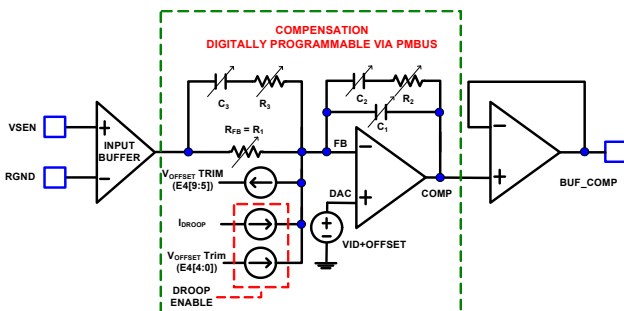 COMPENSATION
DIGITALLY PROGRAMMABLE VIA PMBUS
C3
R3
C2
R2
C1
VSEN
RGND
INPUT
BUFFER
RFB = R1
FB
VOFFSET TRIM
(E4[9:5])
DAC
COMP
BUF_COMP
IDROOP
VID+OFFSET
VOFFSET Trim
(E4[4:0])
DROOP
ENABLE